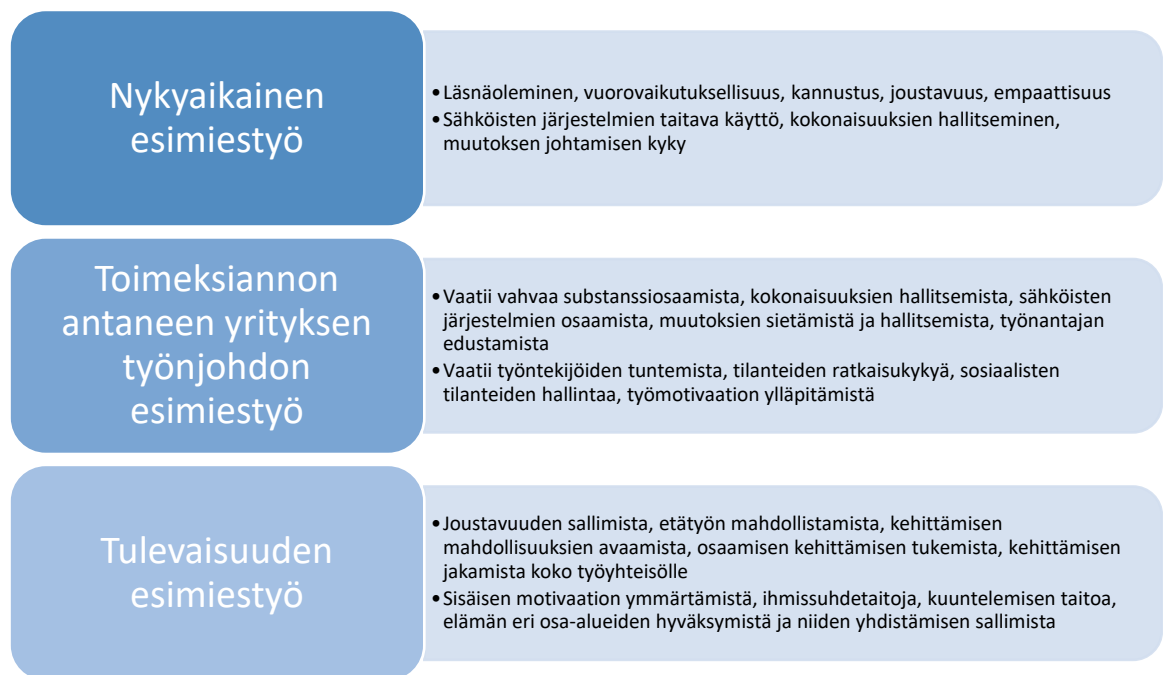 Nykyaikainen
esimiestyö
•Läsnäoleminen, vuorovaikutuksellisuus, kannustus, joustavuus, empaattisuus
•Sähköisten järjestelmien taitava käyttö, kokonaisuuksien hallitseminen,
muutoksen johtamisen kyky
Toimeksiannon
antaneen yrityksen
työnjohdon
esimiestyö
•Vaatii vahvaa substanssiosaamista, kokonaisuuksien hallitsemista, sähköisten
järjestelmien osaamista, muutoksien sietämistä ja hallitsemista, työnantajan
edustamista
•Vaatii työntekijöiden tuntemista, tilanteiden ratkaisukykyä, sosiaalisten
tilanteiden hallintaa, työmotivaation ylläpitämistä
Tulevaisuuden
esimiestyö
•Joustavuuden sallimista, etätyön mahdollistamista, kehittämisen
mahdollisuuksien avaamista, osaamisen kehittämisen tukemista, kehittämisen
jakamista koko työyhteisölle
•Sisäisen motivaation ymmärtämistä, ihmissuhdetaitoja, kuuntelemisen taitoa,
elämän eri osa-alueiden hyväksymistä ja niiden yhdistämisen sallimista